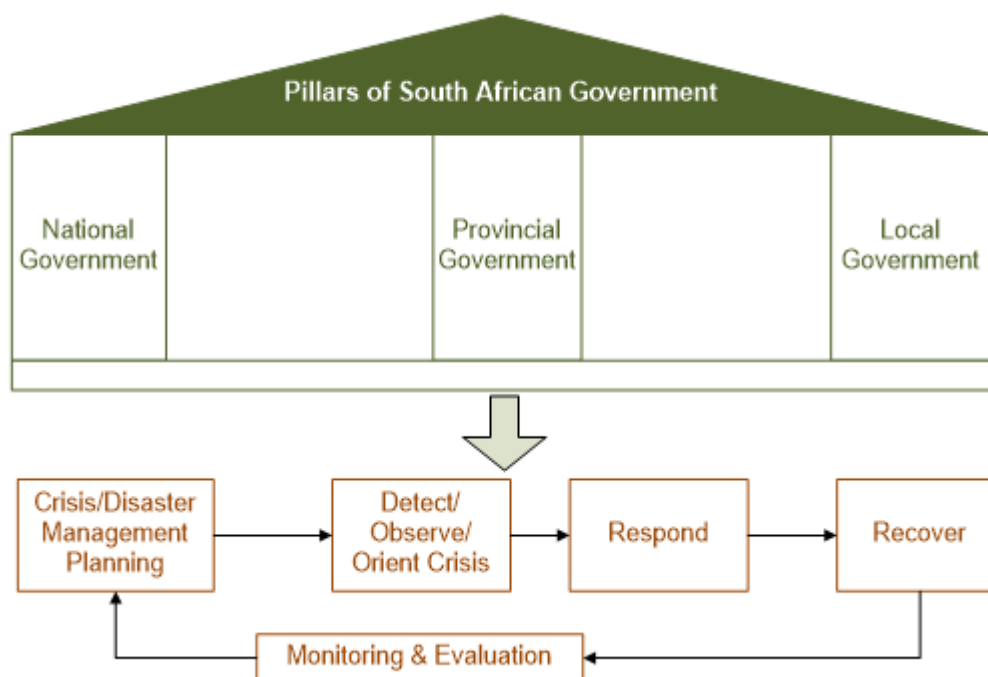 Pillars of South African Government
National
Government
Provincial
Government
Local
Government
Crisis/Disaster
Management
Planning
Detect/
Observe/
Orient Crisis
Respond
Recover
Monitoring & Evaluation